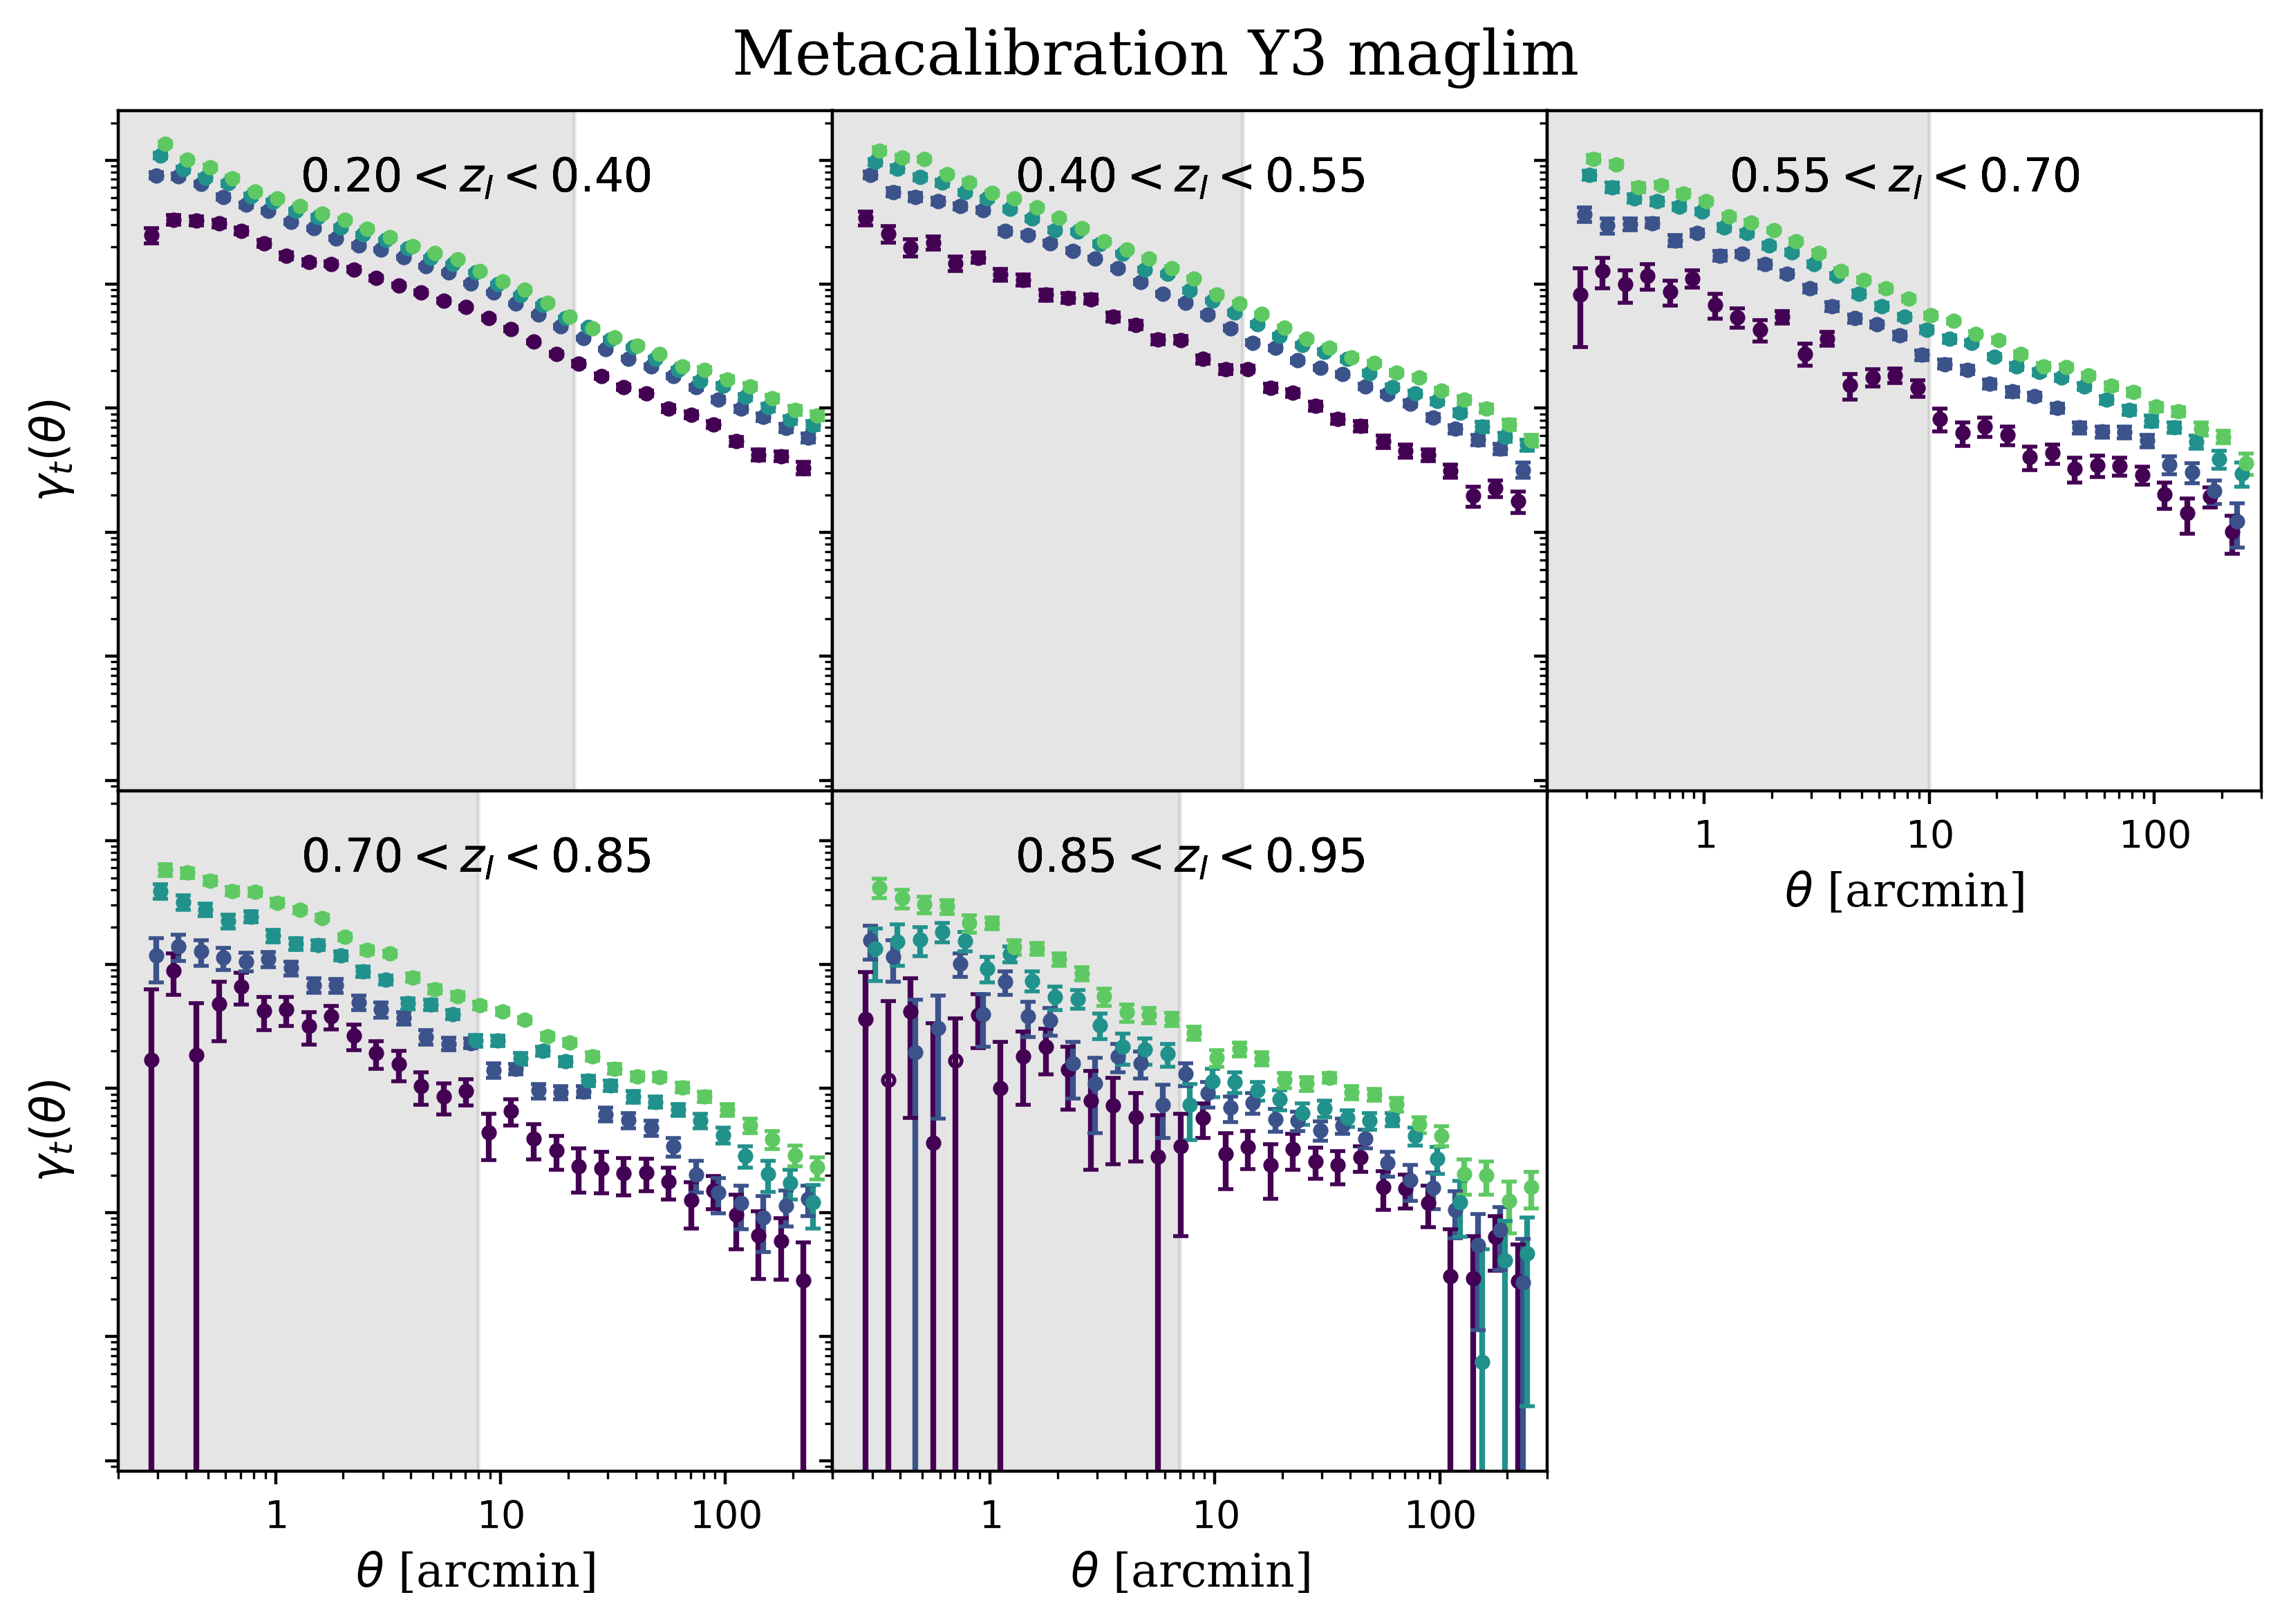 Metacalibration Y3 maglim
0.20 < z_l < 0.40
0.40 < z_l < 0.55
0.55 < z_l < 0.70
γ_t(θ)
1 10 100
θ [arcmin]
0.70 < z_l < 0.85
0.85 < z_l < 0.95
γ_t(θ)
1 10 100
1 10 100
θ [arcmin]
θ [arcmin]